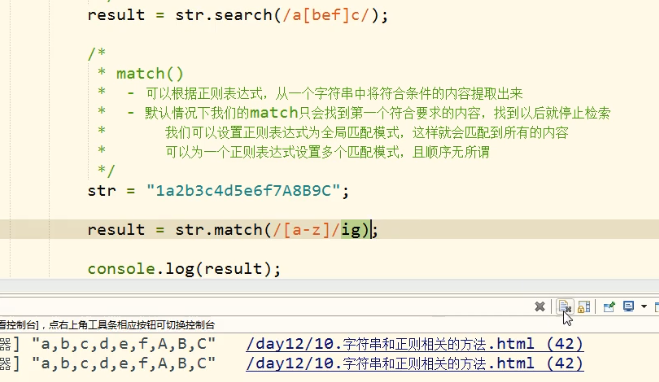 result = str.search(/a[bef]c/);
/*
* match()
* - 可以根据正则表达式，从一个字符串中将符合条件的内容提取出来
* - 默认情况下我们的match只会找到第一个符合要求的内容，找到以后就停止检索
* 我们可以设置正则表达式为全局匹配模式，这样就会匹配到所有的内容
* 可以为一个正则表达式设置多个匹配模式，且顺序无所谓
*/
str = "1a2b3c4d5e6f7A8B9C";
result = str.match(/[a-z]/ig);
console.log(result);
看控制台]，点右上角工具条相应按钮可切换控制台
器] "a,b,c,d,e,f,A,B,C" /day12/10.字符串和正则相关的方法.html (42)
器] "a,b,c,d,e,f,A,B,C" /day12/10.字符串和正则相关的方法.html (42)